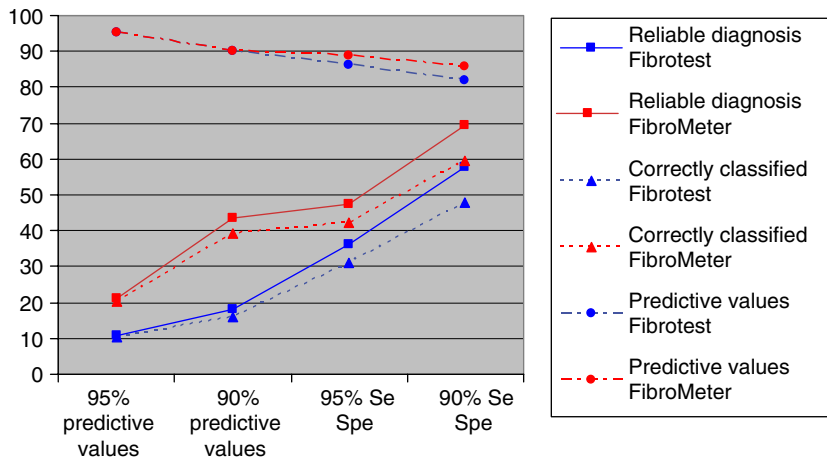 100
90
80
70
60
50
40
30
20
10
0
95%
predictive
values
90%
predictive
values
95% Se
Spe
90% Se
Spe
Reliable diagnosis
Fibrotest
Reliable diagnosis
FibroMeter
Correctly classified
Fibrotest
Correctly classified
FibroMeter
Predictive values
Fibrotest
Predictive values
FibroMeter